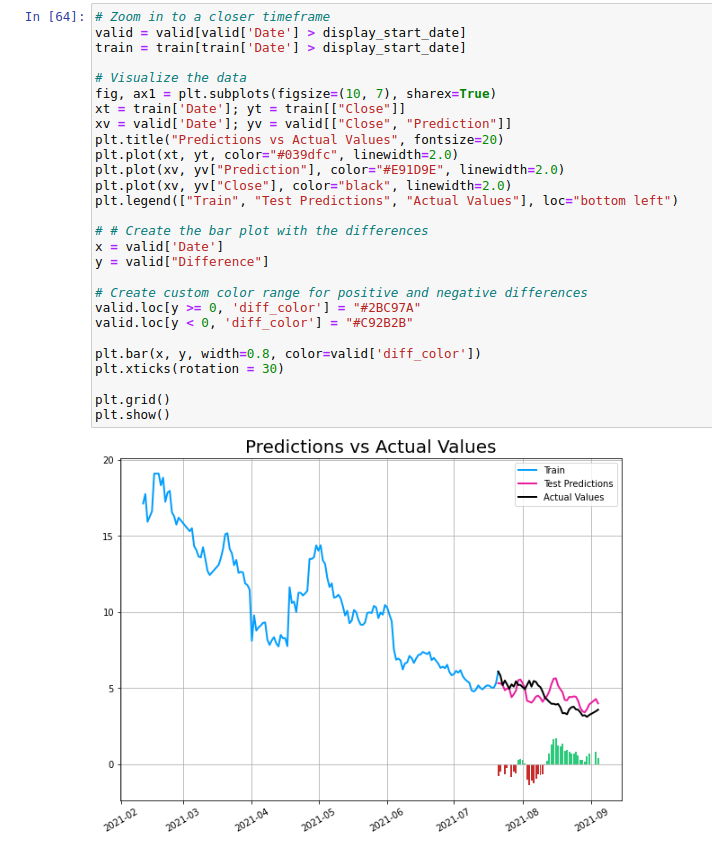 In [64]: # Zoom in to a closer timeframe
valid = valid[valid['Date'] > display_start_date]
train = train[train['Date'] > display_start_date]
# Visualize the data
fig, ax1 = plt.subplots(figsize=(10, 7), sharex=True)
xt = train['Date']; yt = train[["Close"]]
xv = valid['Date']; yv = valid[["Close", "Prediction"]]
plt.title("Predictions vs Actual Values", fontsize=20)
plt.plot(xt, yt, color="#039dfc", linewidth=2.0)
plt.plot(xv, yv["Prediction"], color="#E91D9E", linewidth=2.0)
plt.plot(xv, yv["Close"], color="black", linewidth=2.0)
plt.legend(["Train", "Test Predictions", "Actual Values"], loc="bottom left")
# # Create the bar plot with the differences
x = valid['Date']
y = valid["Difference"]
# Create custom color range for positive and negative differences
valid.loc[y >= 0, 'diff_color'] = "#2BC97A"
valid.loc[y < 0, 'diff_color'] = "#C92B2B"
plt.bar(x, y, width=0.8, color=valid['diff_color'])
plt.xticks(rotation = 30)
plt.grid()
plt.show()
Predictions vs Actual Values
20
Train
Test Predictions
Actual Values
15
10
5
0
2021-02
2021-03
2021-04
2021-05
2021-06
2021-07
2021-08
2021-09